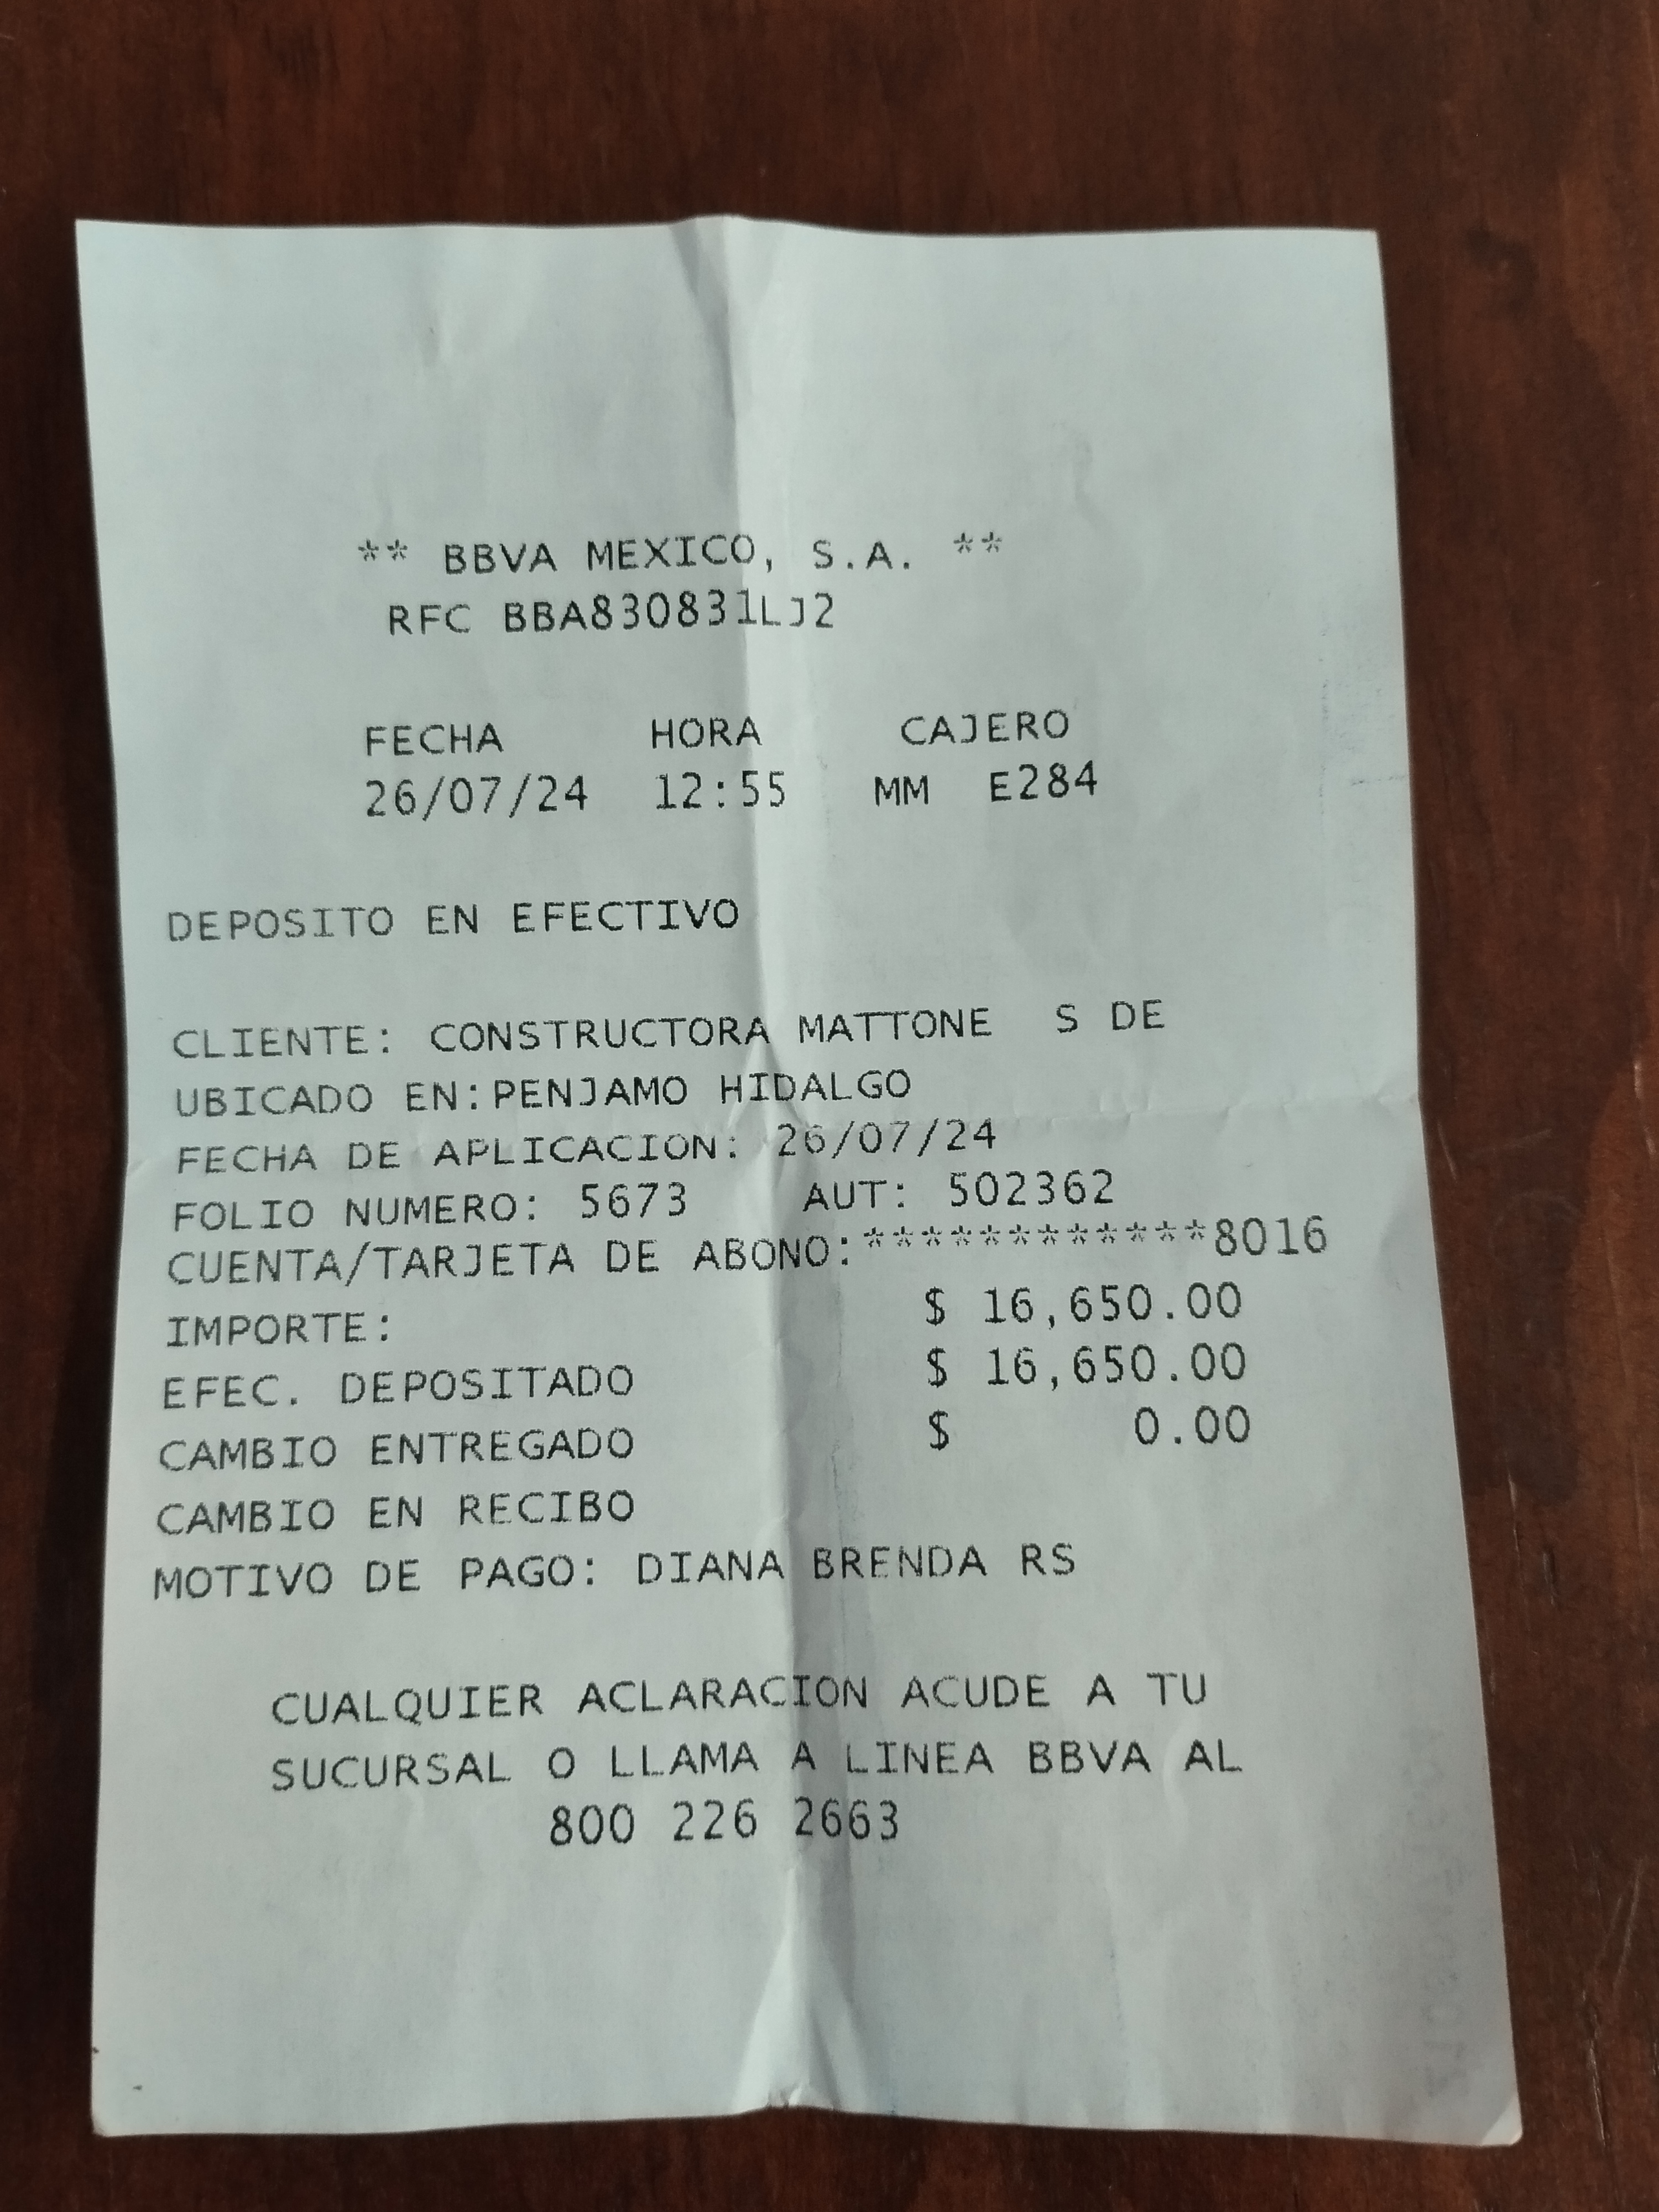 ** BBVA MEXICO, S.A. **
RFC BBA830831LJ2
FECHA HORA CAJERO
26/07/24 12:55 MM E284
DEPOSITO EN EFECTIVO
CLIENTE: CONSTRUCTORA MATTONE S DE
UBICADO EN:PENJAMO HIDALGO
FECHA DE APLICACION: 26/07/24
FOLIO NUMERO: 5673 AUT: 502362
CUENTA/TARJETA DE ABONO:************8016
IMPORTE: $ 16,650.00
EFEC. DEPOSITADO $ 16,650.00
CAMBIO ENTREGADO $ 0.00
CAMBIO EN RECIBO
MOTIVO DE PAGO: DIANA BRENDA RS
CUALQUIER ACLARACION ACUDE A TU
SUCURSAL O LLAMA A LINEA BBVA AL
800 226 2663